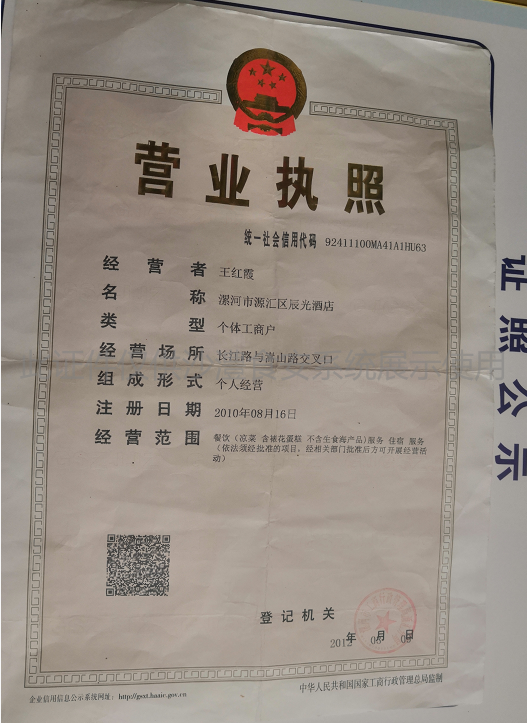 营业执照
统一社会信用代码 92411100MA41A1HU63
经营者 王红霞
名称 漯河市源汇区辰光酒店
类型 个体工商户
经营场所 长江路与嵩山路交叉口
组成形式 个人经营
注册日期 2010年08月16日
经营范围 餐饮（凉菜 含裱花蛋糕 不含生食海产品)服务 住宿 服务
（依法须经批准的项目，经相关部门批准后方可开展经营活
动）
登记机关
年 月 日
企业信用信息公示系统网址：http://gsxt.haaic.gov.cn
中华人民共和国国家工商行政管理总局监制
证照公示